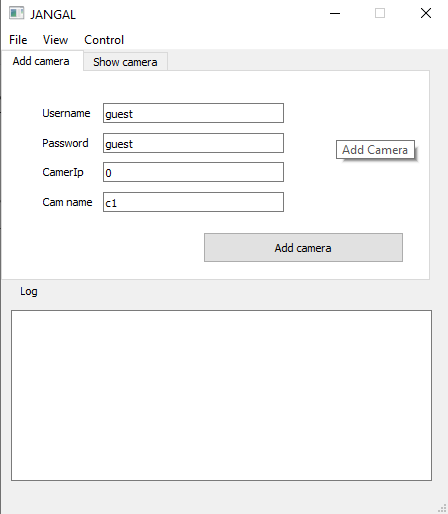 JANGAL
File View Control
Add camera Show camera
Username guest
Password guest
Add Camera
CamerIp 0
Cam name c1
Add camera
Log